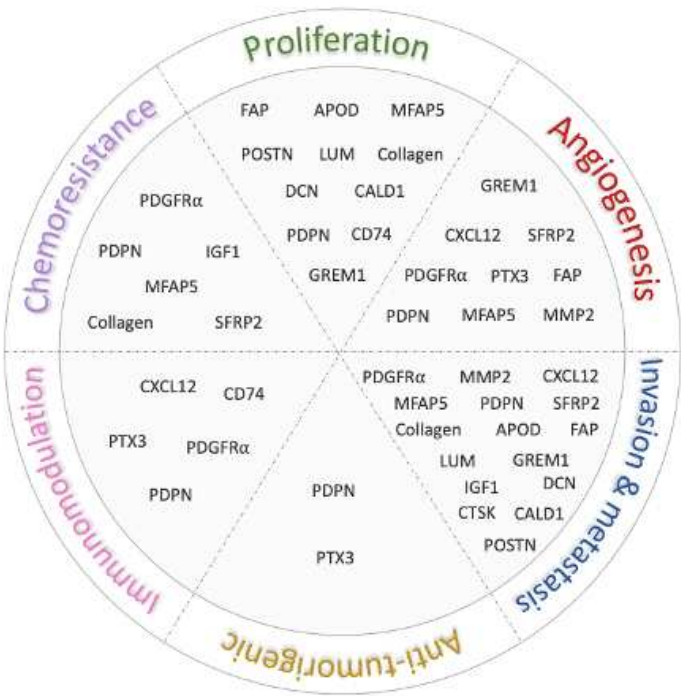 Proliferation
FAP APOD MFAP5
POSTN LUM Collagen
DCN CALD1
PDPN CD74
GREM1
Angiogenesis
GREM1
CXCL12 SFRP2
PDGFRα PTX3 FAP
PDPN MFAP5 MMP2
Invasion & metastasis
PDGFRα MMP2 CXCL12
MFAP5 PDPN SFRP2
Collagen APOD FAP
LUM GREM1
IGF1 DCN
CTSK CALD1
POSTN
Anti-tumorigenic
PDPN
PTX3
Immunomodulation
CXCL12 CD74
PTX3 PDGFRα
PDPN
Chemoresistance
PDGFRα
PDPN IGF1
MFAP5
Collagen SFRP2